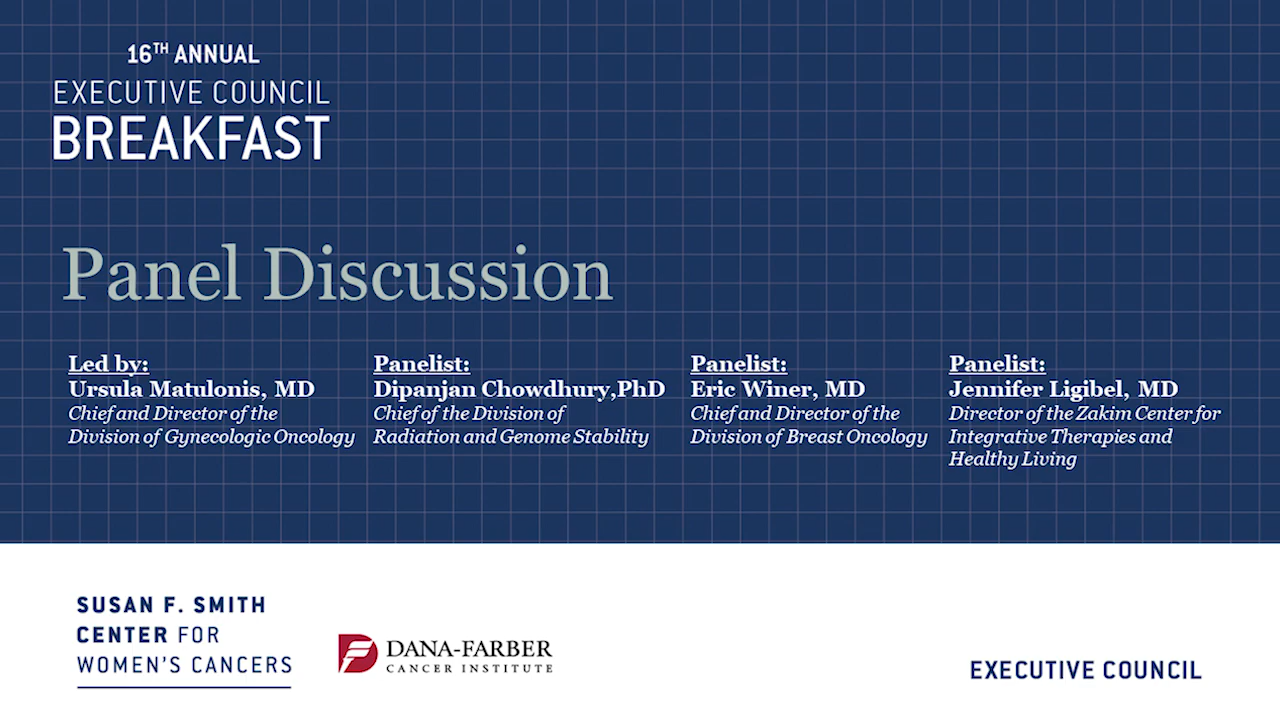 16TH ANNUAL
EXECUTIVE COUNCIL
BREAKFAST
Panel Discussion
Led by:
Ursula Matulonis, MD
Chief and Director of the
Division of Gynecologic Oncology
Panelist:
Dipanjan Chowdhury,PhD
Chief of the Division of
Radiation and Genome Stability
Panelist:
Eric Winer, MD
Chief and Director of the
Division of Breast Oncology
Panelist:
Jennifer Ligibel, MD
Director of the Zakim Center for
Integrative Therapies and
Healthy Living
SUSAN F. SMITH
CENTER FOR
WOMEN'S CANCERS
DANA-FARBER
CANCER INSTITUTE
EXECUTIVE COUNCIL